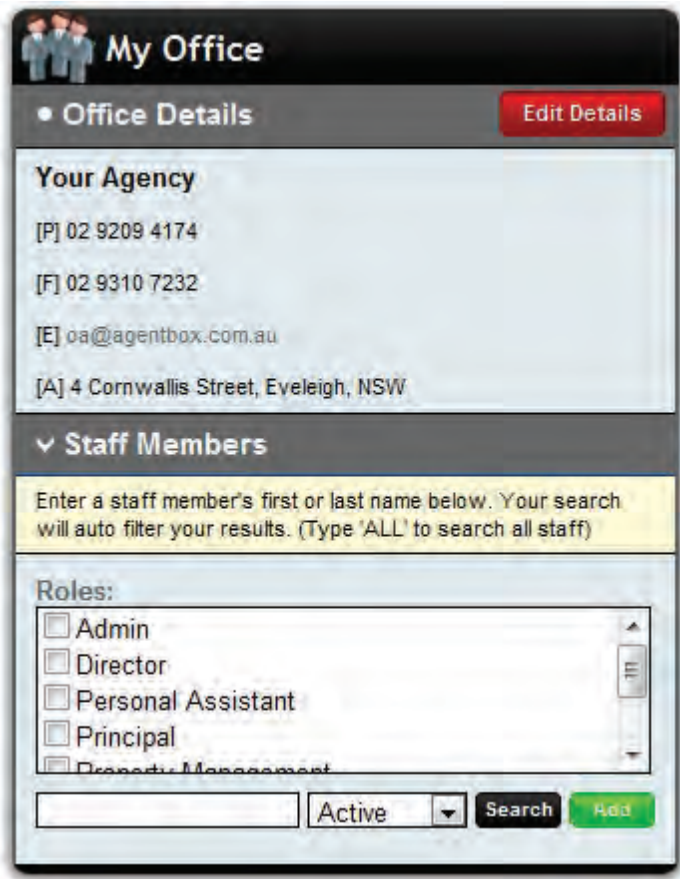 My Office
• Office Details
Edit Details
Your Agency
[P] 02 9209 4174
[F] 02 9310 7232
[E] oa@agentbox.com.au
[A] 4 Cornwallis Street, Eveleigh, NSW
Staff Members
Enter a staff member's first or last name below. Your search
will auto filter your results. (Type 'ALL' to search all staff)
Roles:
Admin
Director
Personal Assistant
Principal
Property Management
Active
Search
Add